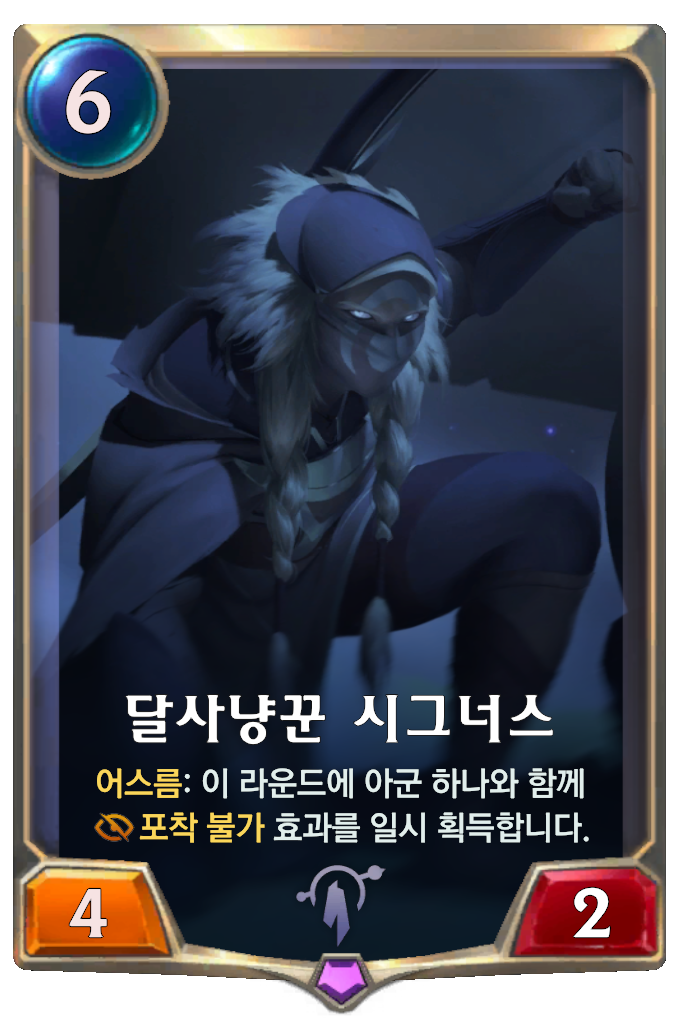 6
달사냥꾼 시그너스
어스름: 이 라운드에 아군 하나와 함께
포착 불가 효과를 일시 획득합니다.
4
2